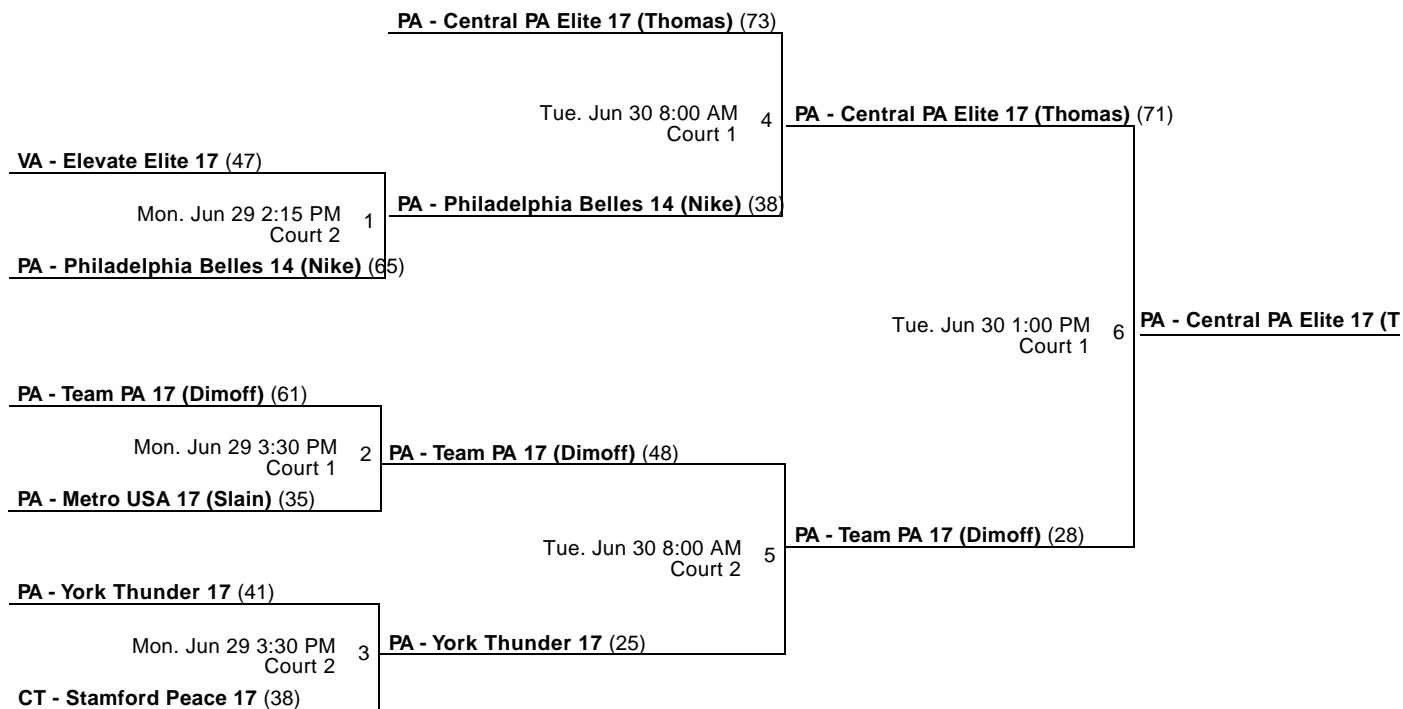 PA - Central PA Elite 17 (Thomas) (73)
Tue. Jun 30 8:00 AM
Court 1
4
PA - Central PA Elite 17 (Thomas) (71)
VA - Elevate Elite 17 (47)
Mon. Jun 29 2:15 PM
Court 2
1
PA - Philadelphia Belles 14 (Nike) (38)
PA - Philadelphia Belles 14 (Nike) (65)
Tue. Jun 30 1:00 PM
Court 1
6
PA - Central PA Elite 17 (T
PA - Team PA 17 (Dimoff) (61)
Mon. Jun 29 3:30 PM
Court 1
2
PA - Team PA 17 (Dimoff) (48)
PA - Metro USA 17 (Slain) (35)
Tue. Jun 30 8:00 AM
Court 2
5
PA - Team PA 17 (Dimoff) (28)
PA - York Thunder 17 (41)
Mon. Jun 29 3:30 PM
Court 2
3
PA - York Thunder 17 (25)
CT - Stamford Peace 17 (38)